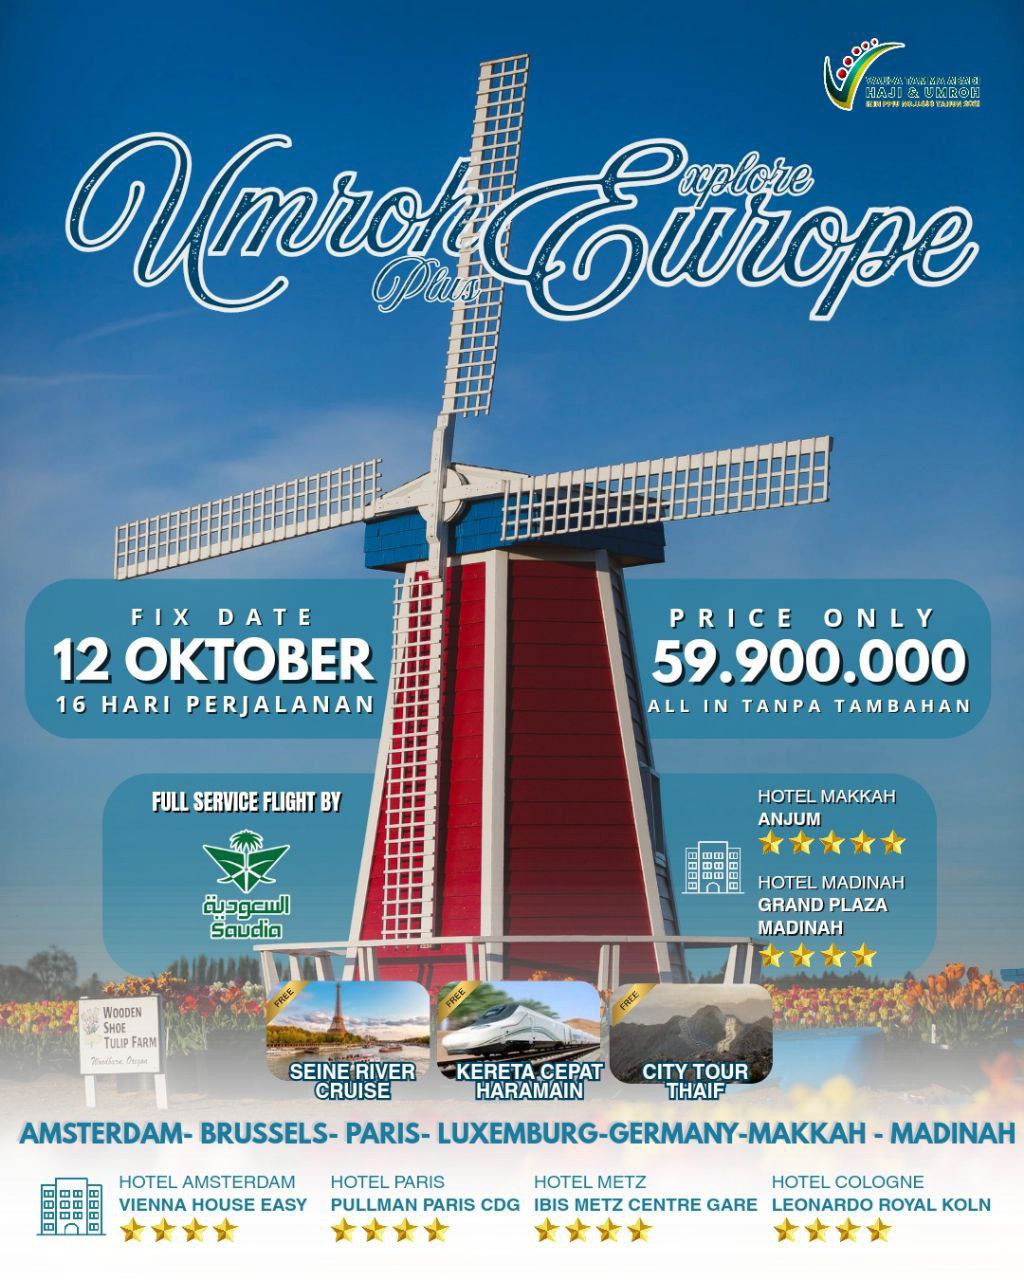 HAJI & UMROH
Umroh
Plus
Explore
Europe
FIX DATE
12 OKTOBER
16 HARI PERJALANAN
PRICE ONLY
59.900.000
ALL IN TANPA TAMBAHAN
FULL SERVICE FLIGHT BY
السعودية
Saudia
HOTEL MAKKAH
ANJUM
HOTEL MADINAH
GRAND PLAZA
MADINAH
WOODEN
SHOE
TULIP FARM
Woodburn, Oregon
FREE
SEINE RIVER
CRUISE
FREE
KERETA CEPAT
HARAMAIN
FREE
CITY TOUR
THAIF
AMSTERDAM- BRUSSELS- PARIS- LUXEMBURG-GERMANY-MAKKAH - MADINAH
HOTEL AMSTERDAM
VIENNA HOUSE EASY
HOTEL PARIS
PULLMAN PARIS CDG
HOTEL METZ
IBIS METZ CENTRE GARE
HOTEL COLOGNE
LEONARDO ROYAL KOLN